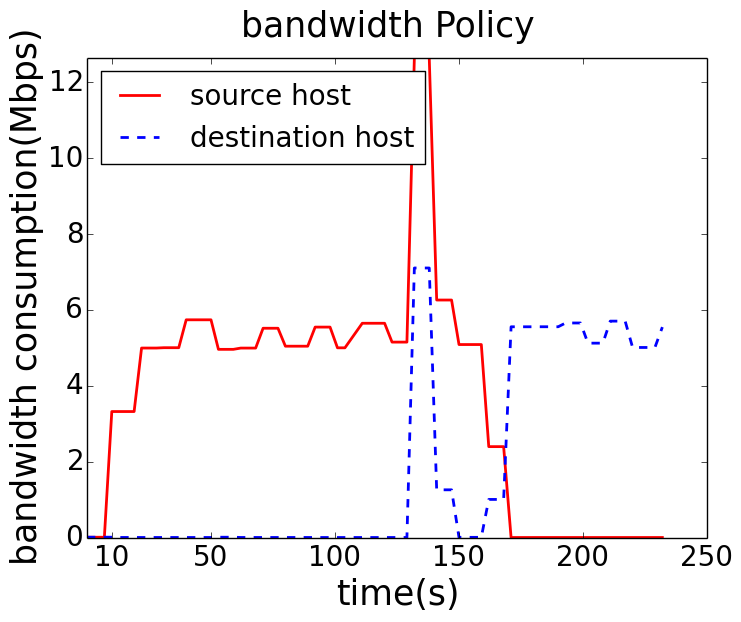 bandwidth Policy
source host
destination host
bandwidth consumption(Mbps)
12
10
8
6
4
2
0
10 50 100 150 200 250
time(s)